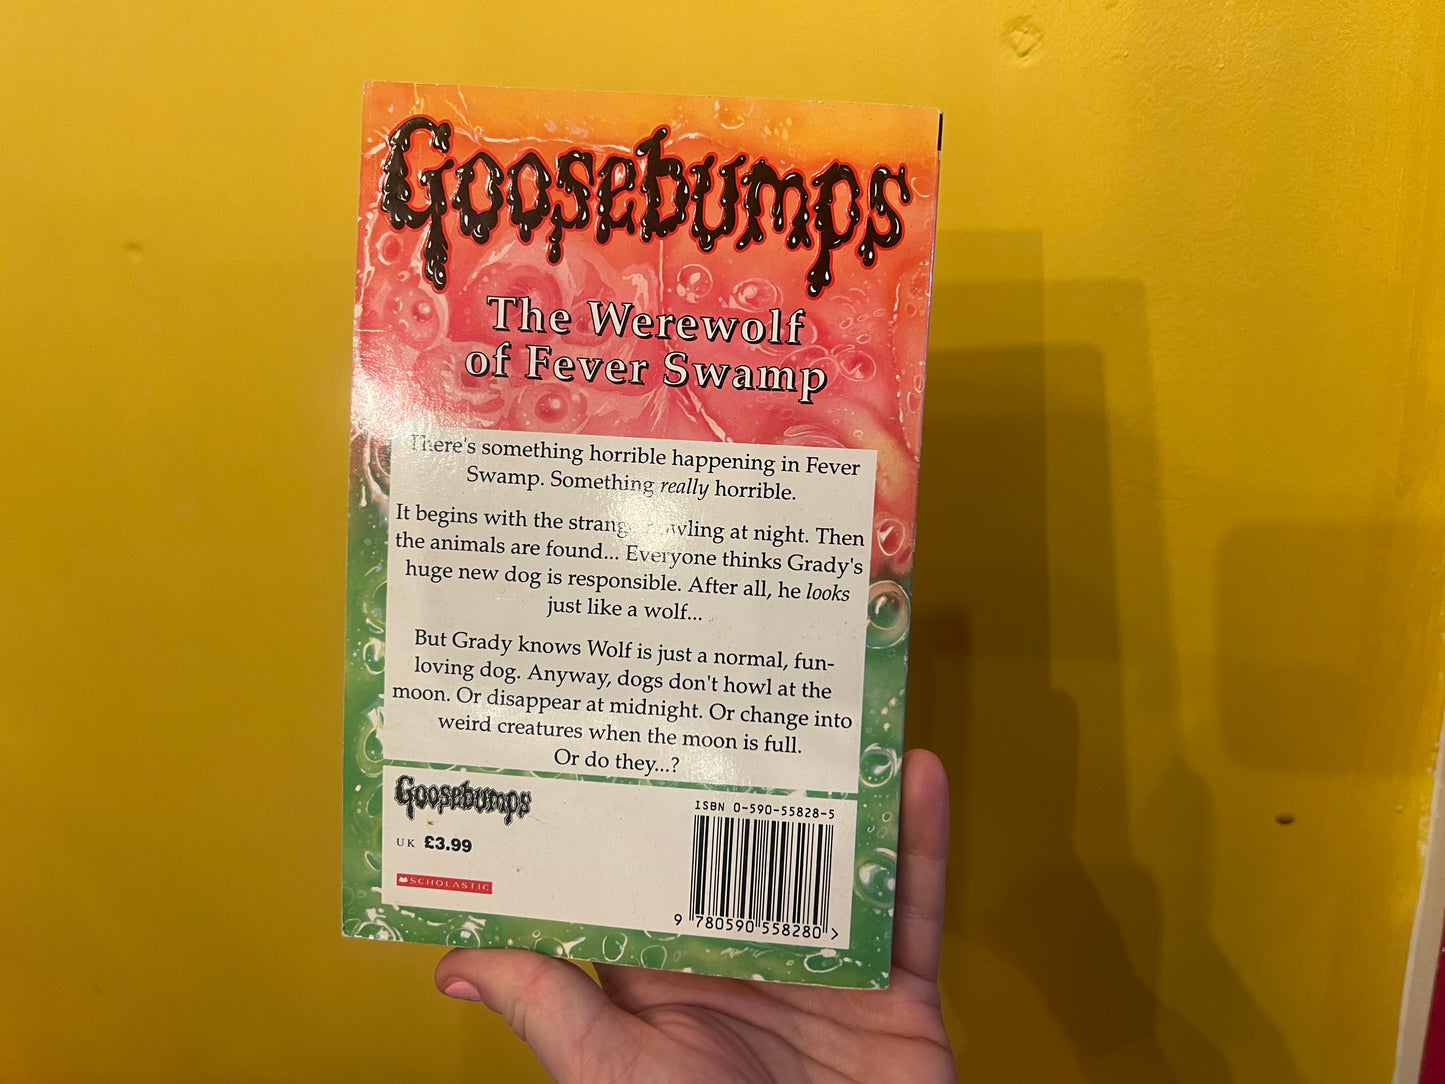 Goosebumps
The Werewolf
of Fever Swamp
There's something horrible happening in Fever
Swamp. Something really horrible.
It begins with the strange howling at night. Then
the animals are found... Everyone thinks Grady's
huge new dog is responsible. After all, he looks
just like a wolf...
But Grady knows Wolf is just a normal, fun-
loving dog. Anyway, dogs don't howl at the
moon. Or disappear at midnight. Or change into
weird creatures when the moon is full.
Or do they...?
Goosebumps
UK £3.99
SCHOLASTIC
ISBN 0-590-55828-5
9 780590 558280 >